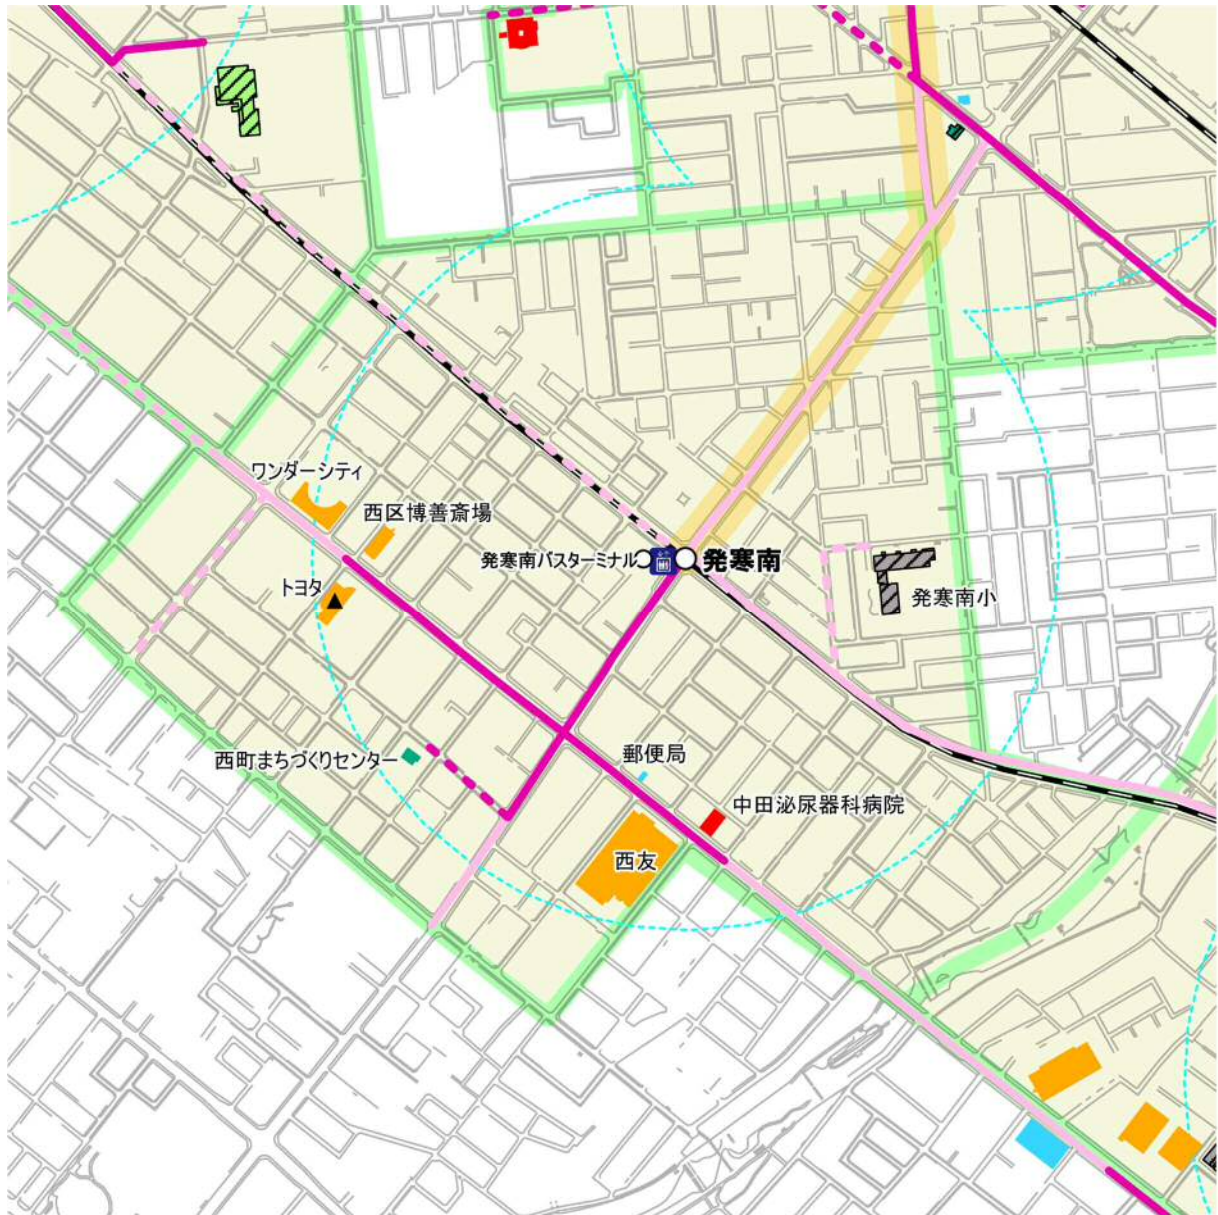 ワンダーシティ
西区博善斎場
発寒南バスターミナル
発寒南
トヨタ
発寒南小
西町まちづくりセンター
郵便局
中田泌尿器科病院
西友